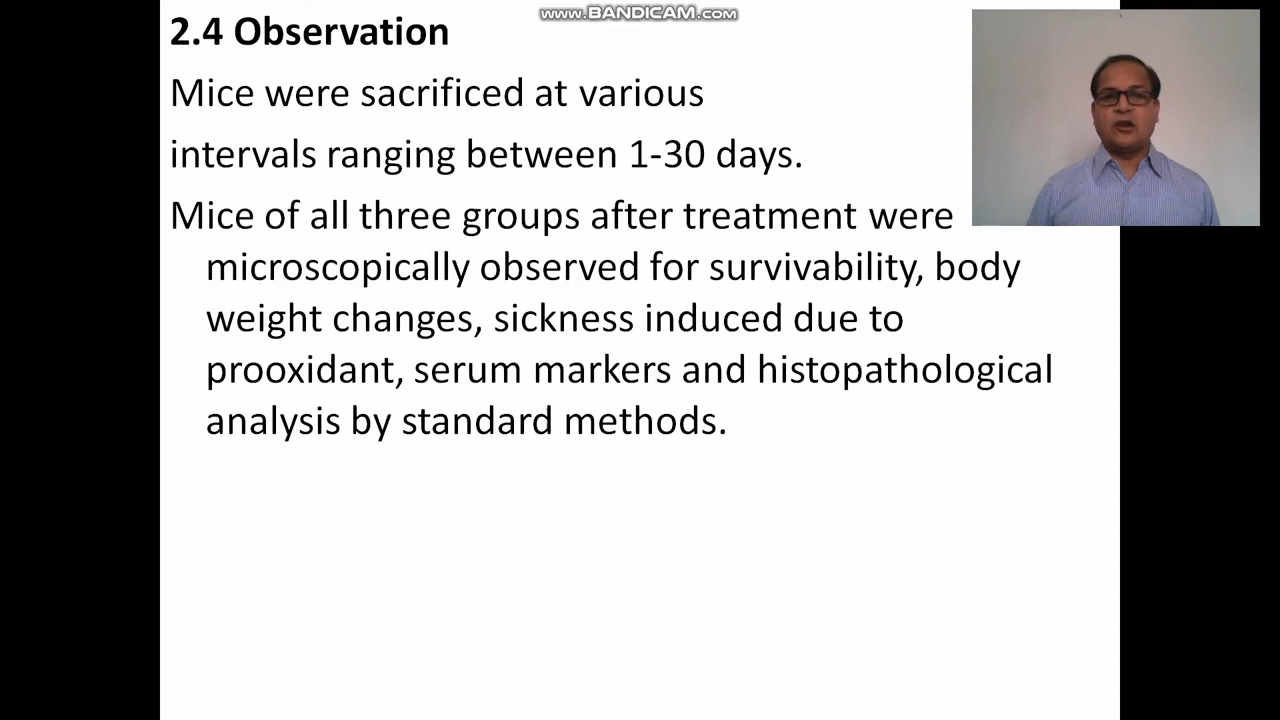 www.BANDICAM.com
2.4 Observation
Mice were sacrificed at various
intervals ranging between 1-30 days.
Mice of all three groups after treatment were
microscopically observed for survivability, body
weight changes, sickness induced due to
prooxidant, serum markers and histopathological
analysis by standard methods.